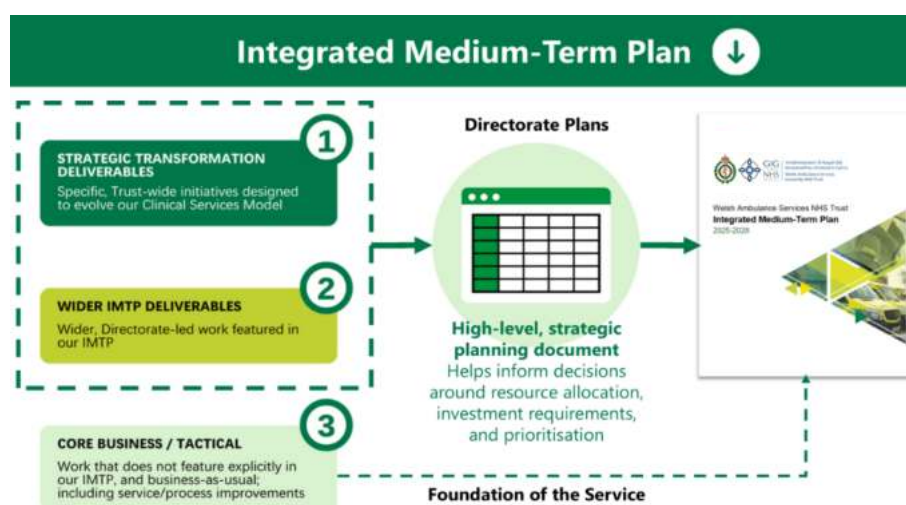 Integrated Medium-Term Plan
1
STRATEGIC TRANSFORMATION
DELIVERABLES
Specific, Trust-wide initiatives designed
to evolve our Clinical Services Model
2
WIDER IMTP DELIVERABLES
Wider, Directorate-led work featured in
our IMTP
3
CORE BUSINESS / TACTICAL
Work that does not feature explicitly in
our IMTP, and business-as-usual;
including service/process improvements
Directorate Plans
High-level, strategic
planning document
Helps inform decisions
around resource allocation,
investment requirements,
and prioritisation
Foundation of the Service
GIG
NHS
Welsh Ambulance Services NHS Trust
Integrated Medium-Term Plan
2025-2028